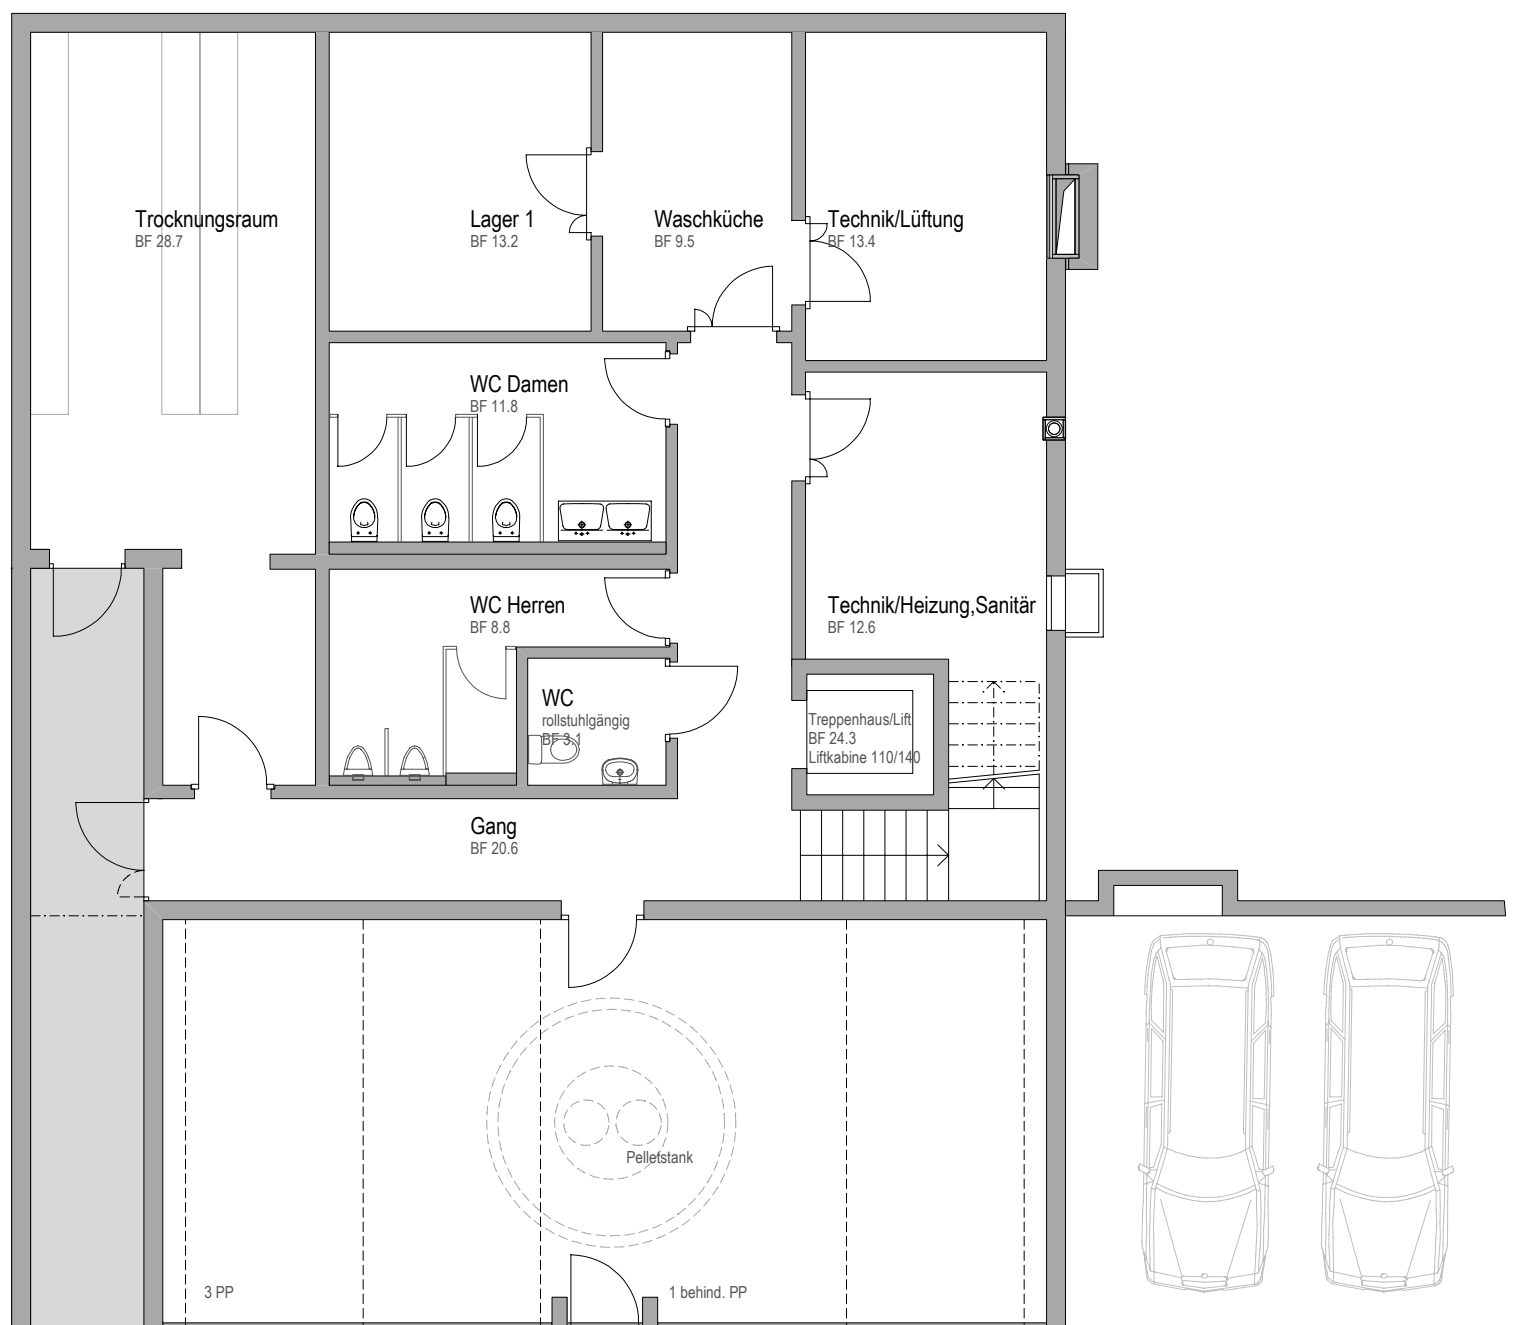 Trocknungsraum
BF 28.7
Lager 1
BF 13.2
Waschküche
BF 9.5
Technik/Lüftung
BF 13.4
WC Damen
BF 11.8
WC Herren
BF 8.8
Technik/Heizung,Sanitär
BF 12.6
WC
rollstuhlgängig
BF 3.1
Treppenhaus/Lift
BF 24.3
Liftkabine 110/140
Gang
BF 20.6
Pelletstank
3 PP
1 behind. PP